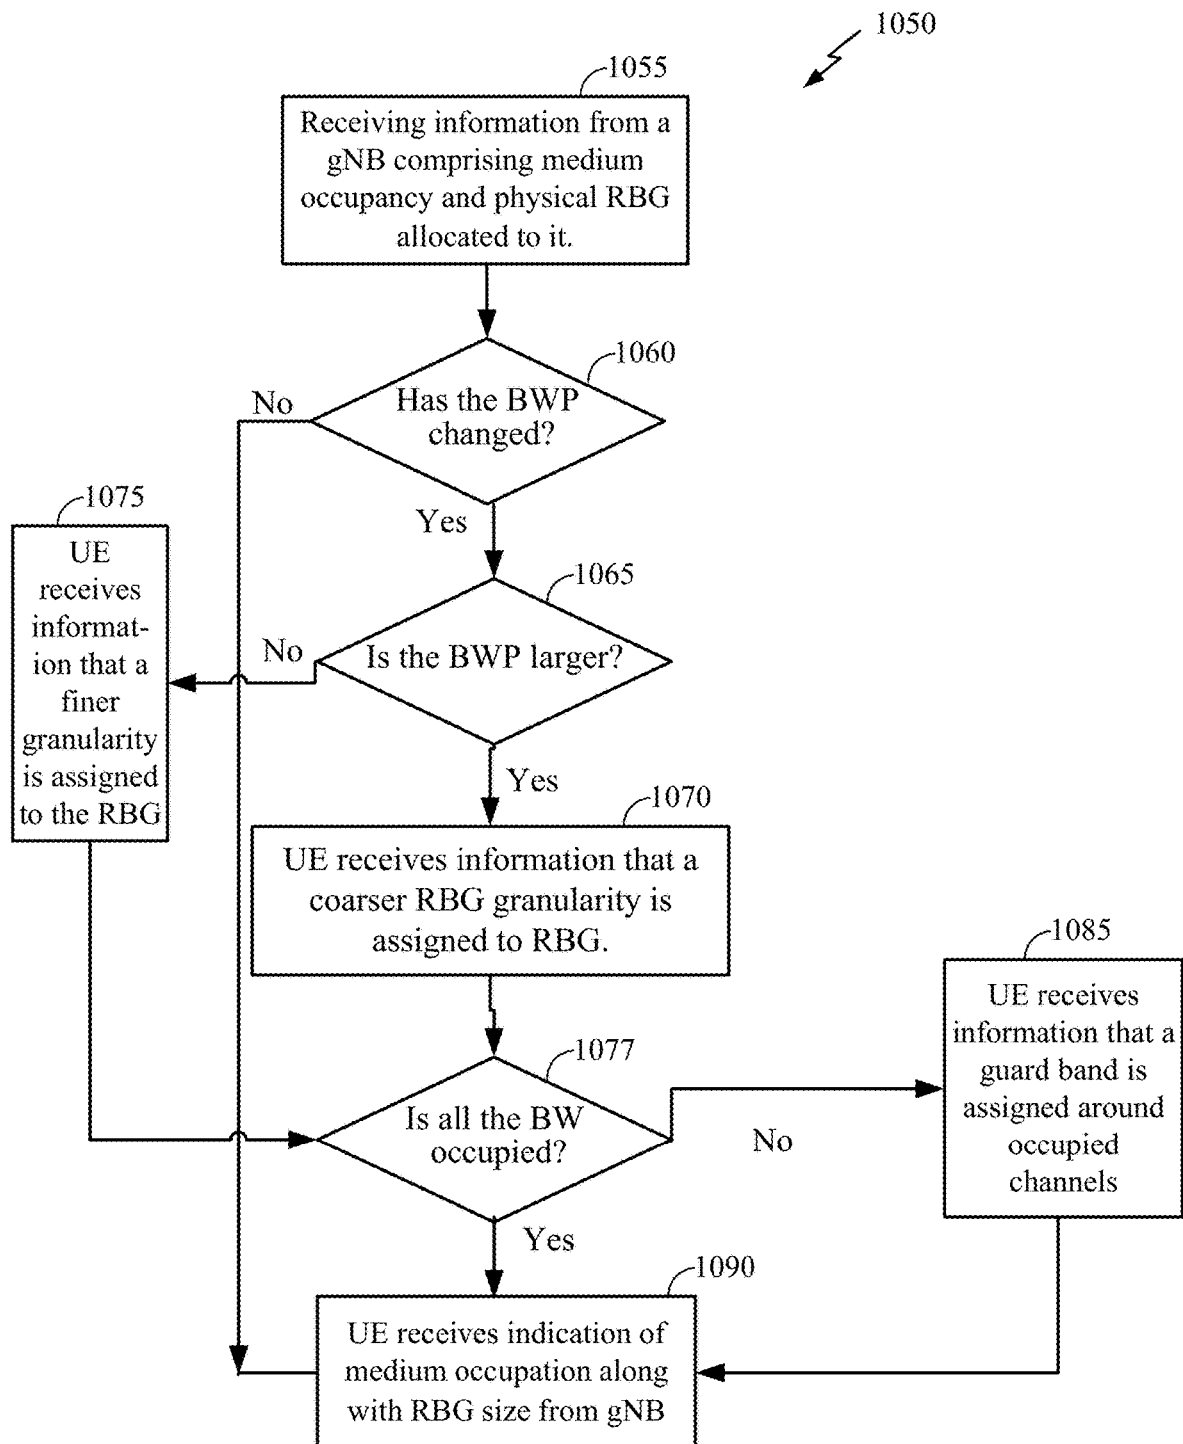 1050
1055
Receiving information from a
gNB comprising medium
occupancy and physical RBG
allocated to it.
1060
No
Has the BWP
changed?
1075
Yes
UE
receives
informat-
ion that a
finer
granularity
is assigned
to the RBG
1065
No
Is the BWP larger?
Yes
1070
UE receives information that a
coarser RBG granularity is
assigned to RBG.
1085
UE receives
information that a
guard band is
assigned around
occupied
channels
1077
Is all the BW
occupied?
No
Yes
1090
UE receives indication of
medium occupation along
with RBG size from gNB